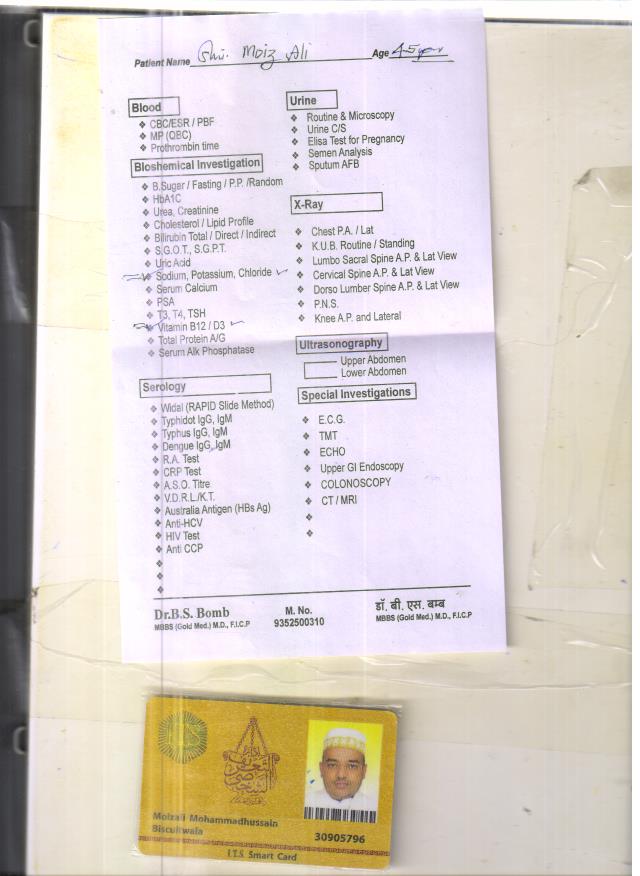 Patient Name Shri. Moiz Ali Age 45 yrs
Blood
❖ CBC/ESR / PBF
❖ MP (QBC)
❖ Prothrombin time
Bioshemical Investigation
❖ B.Sugar / Fasting / P.P. /Random
❖ HbA1C
❖ Urea, Creatinine
❖ Cholesterol / Lipid Profile
❖ Bilirubin Total / Direct / Indirect
❖ S.G.O.T., S.G.P.T.
❖ Uric Acid
❖ Sodium, Potassium, Chloride ✓
❖ Serum Calcium
❖ PSA
❖ T3, T4, TSH
❖ Vitamin B12 / D3 ✓
❖ Total Protein A/G
❖ Serum Alk Phosphatase
Serology
❖ Widal (RAPID Slide Method)
❖ Typhidot IgG, IgM
❖ Typhus IgG, IgM
❖ Dengue IgG, IgM
❖ R.A. Test
❖ CRP Test
❖ A.S.O. Titre
❖ V.D.R.L./K.T.
❖ Australia Antigen (HBs Ag)
❖ Anti-HCV
❖ HIV Test
❖ Anti CCP
Urine
❖ Routine & Microscopy
❖ Urine C/S
❖ Elisa Test for Pregnancy
❖ Semen Analysis
❖ Sputum AFB
X-Ray
❖ Chest P.A. / Lat
❖ K.U.B. Routine / Standing
❖ Lumbo Sacral Spine A.P. & Lat View
❖ Cervical Spine A.P. & Lat View
❖ Dorso Lumber Spine A.P. & Lat View
❖ P.N.S.
❖ Knee A.P. and Lateral
Ultrasonography
Upper Abdomen
Lower Abdomen
Special Investigations
❖ E.C.G.
❖ TMT
❖ ECHO
❖ Upper GI Endoscopy
❖ COLONOSCOPY
❖ CT / MRI
Dr.B.S. Bomb
MBBS (Gold Med.) M.D., F.I.C.P
M. No.
9352500310
डॉ. बी. एस. बम्ब
MBBS (Gold Med.) M.D., F.I.C.P
Moizali Mohammadhussain
Biscuitwala
30905796
I.T.S Smart Card